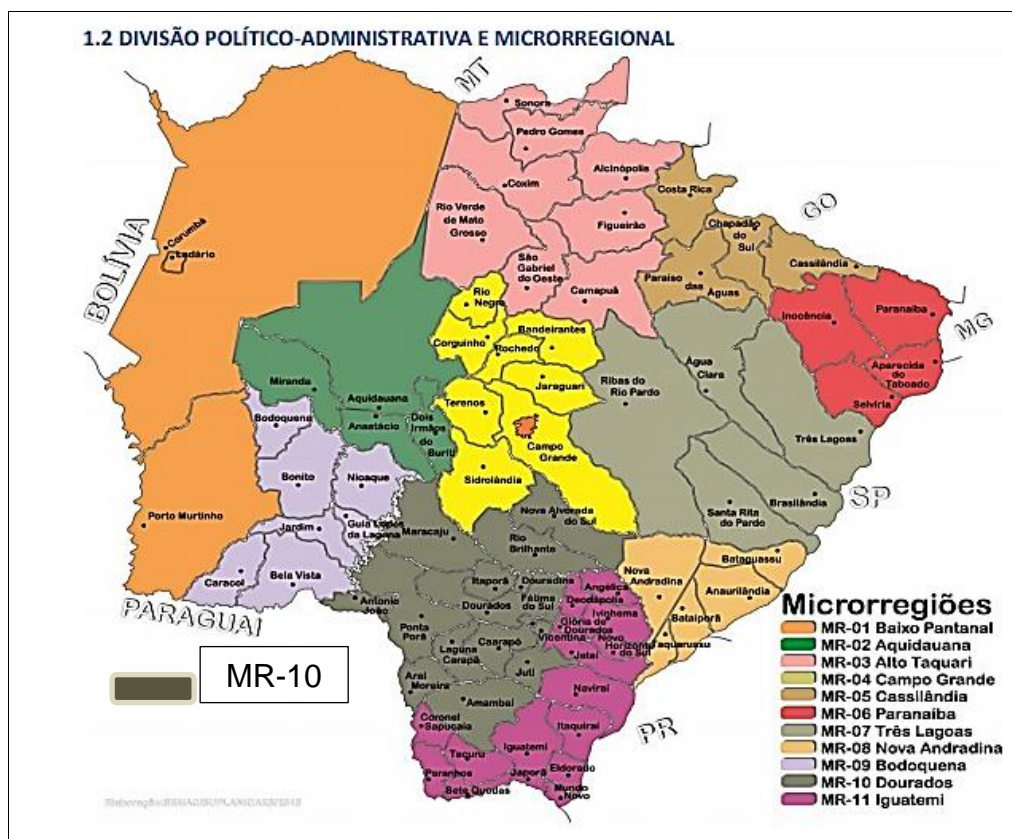 1.2 DIVISÃO POLÍTICO-ADMINISTRATIVA E MICRORREGIONAL
MT
Sonora
Pedro Gomes
Alcinópolis
Coxim
Costa Rica
GO
Rio Verde
de Mato
Grosso
Figueirão
Chapadão
do
Sul
BOLÍVIA
Corumbá
Ladário
São
Gabriel
do Oeste
Camapuã
Paraíso
das
Águas
Cassilândia
Rio
Negro
Inocência
Paranaíba
MG
Bandeirantes
Corguinho
Rochedo
Água
Clara
Aparecida
do
Taboado
Miranda
Jaraguari
Ribas do
Rio Pardo
Aquidauana
Terenos
Selvíria
Bodoquena
Anastácio
Dois
Irmãos
do
Buriti
Campo
Grande
Três Lagoas
Bonito
Nioaque
Sidrolândia
Brasilândia
SP
Porto Murtinho
Jardim
Guia Lopes
da Laguna
Maracaju
Nova Alvorada
do Sul
Santa Rita
do Pardo
Rio
Brilhante
Caracol
Bela Vista
Nova
Andradina
Bataguassu
PARAGUAI
Antonio
João
Itaporã
Douradina
Angélica
Anaurilândia
Dourados
Fátima
do Sul
Deodápolis
Ivinhema
Bataiporã
Ponta
Porã
Glória de
Dourados
Vicentina
Novo
Horizonte
do Sul
Taquarussu
Laguna
Carapã
Caarapó
Jateí
MR-10
Juti
Aral
Moreira
Naviraí
Amambai
Coronel
Sapucaia
Itaquiraí
PR
Tacuru
Iguatemi
Paranhos
Japorã
Eldorado
Sete Quedas
Mundo
Novo
Microrregiões
MR-01 Baixo Pantanal
MR-02 Aquidauana
MR-03 Alto Taquari
MR-04 Campo Grande
MR-05 Cassilândia
MR-06 Paranaíba
MR-07 Três Lagoas
MR-08 Nova Andradina
MR-09 Bodoquena
MR-10 Dourados
MR-11 Iguatemi